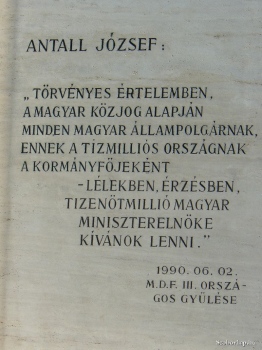 ANTALL JÓZSEF:
„TÖRVÉNYES ÉRTELEMBEN,
A MAGYAR KÖZJOG ALAPJÁN
MINDEN MAGYAR ÁLLAMPOLGÁRNAK,
ENNEK A TÍZMILLIÓS ORSZÁGNAK
A KORMÁNYFŐJEKÉNT
-LÉLEKBEN, ÉRZÉSBEN,
TIZENÖTMILLIÓ MAGYAR
MINISZTERELNÖKE
KÍVÁNOK LENNI."
1990. 06. 02.
M.D.F. III. ORSZÁ-
GOS GYŰLÉSE